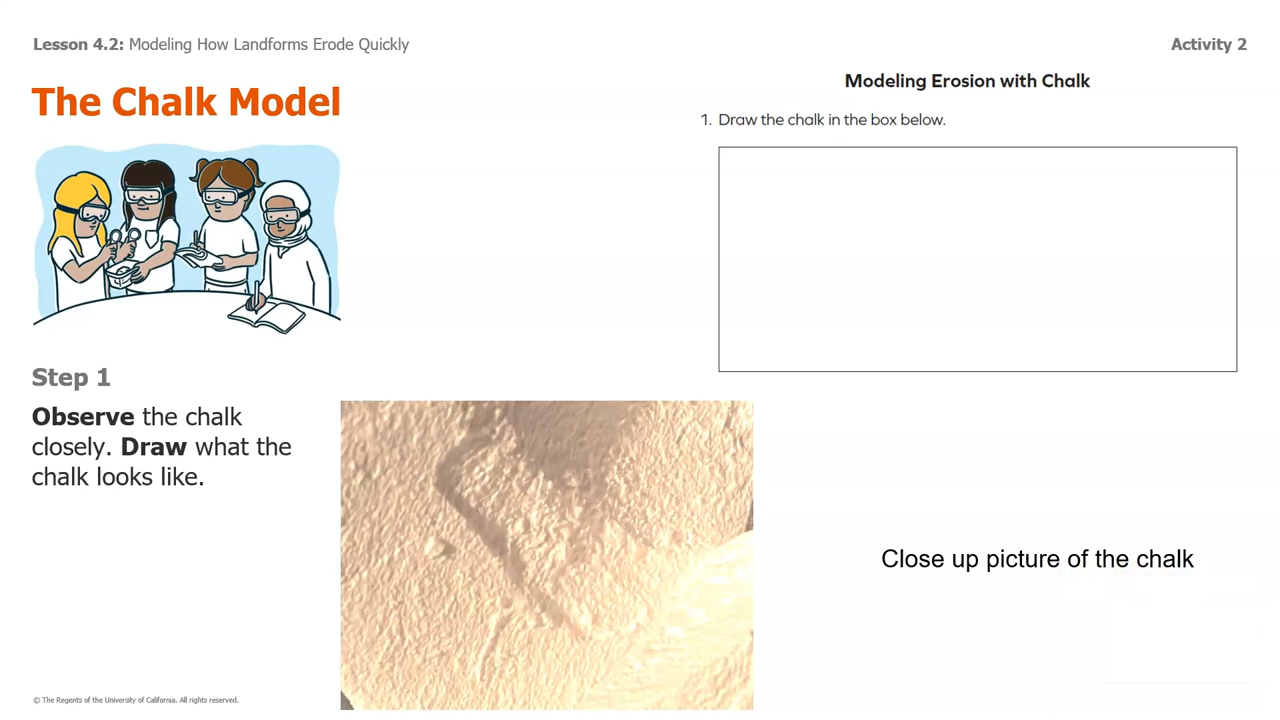 Lesson 4.2: Modeling How Landforms Erode Quickly
Activity 2
The Chalk Model
Modeling Erosion with Chalk
1. Draw the chalk in the box below.
Step 1
Observe the chalk
closely. Draw what the
chalk looks like.
Close up picture of the chalk
© The Regents of the University of California. All rights reserved.